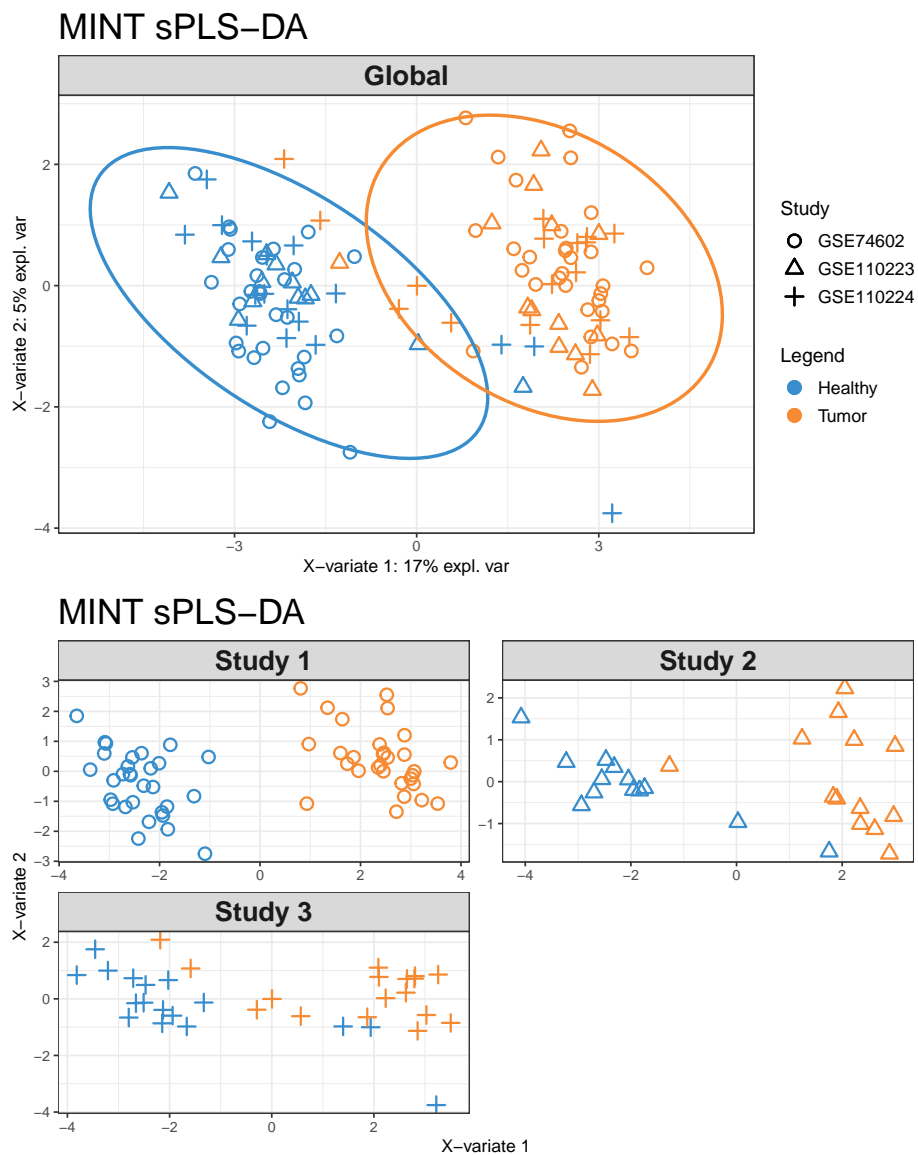 MINT sPLS−DA
Global
2
0
−2
−4
−3
0
3
X−variate 2: 5% expl. var
X−variate 1: 17% expl. var
Study
GSE74602
GSE110223
GSE110224
Legend
Healthy
Tumor
MINT sPLS−DA
Study 1
3
2
1
0
−1
−2
−3
−4
−2
0
2
4
Study 2
2
1
0
−1
−4
−2
0
2
Study 3
2
0
−2
−4
−4
−2
0
2
X−variate 2
X−variate 1